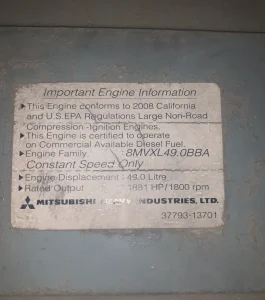 Important Engine Information
▶This Engine conforms to 2008 California
and U.S.EPA Regulations Large Non-Road
Compression-Ignition Engines.
▶This Engine is certified to operate
on Commercial Available Diesel Fuel.
▶Engine Family : 8MVXL49.0BBA
Constant Speed Only
▶Engine Displacement : 49.0 Litre
▶Rated Output : 1881 HP/1800 rpm
MITSUBISHI HEAVY INDUSTRIES, LTD.
37793-13701